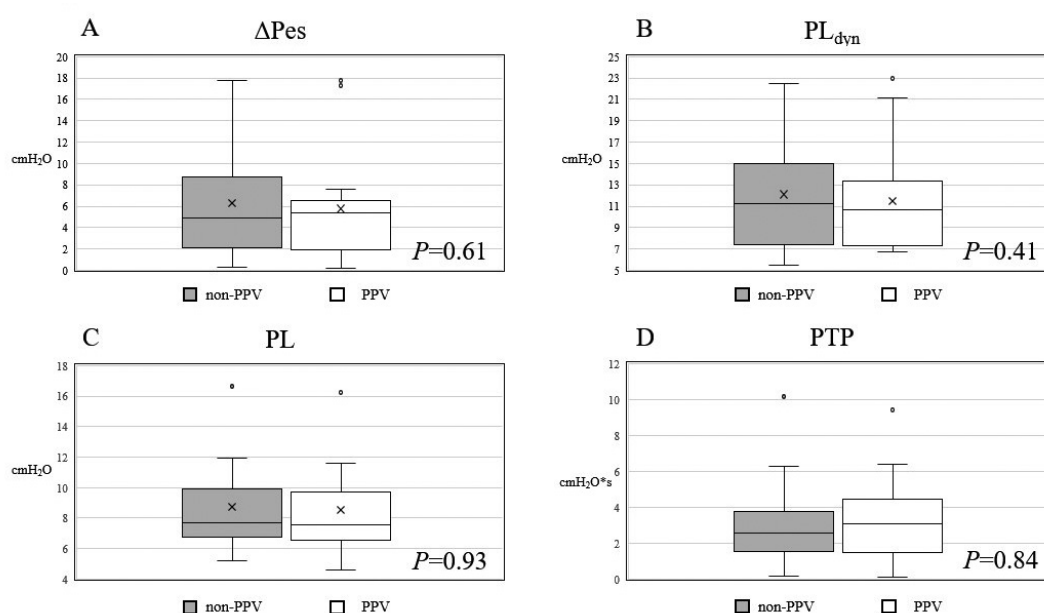 A ΔPes
20
18
16
14
12
cmH₂O 10
8
6
4
2
0
P=0.61
non-PPV PPV
B PLdyn
25
23
21
19
17
cmH₂O 15
13
11
9
7
5
P=0.41
non-PPV PPV
C PL
18
16
14
12
cmH₂O
10
8
6
4
P=0.93
non-PPV PPV
D PTP
12
10
8
6
cmH₂O*s
4
2
0
P=0.84
non-PPV PPV